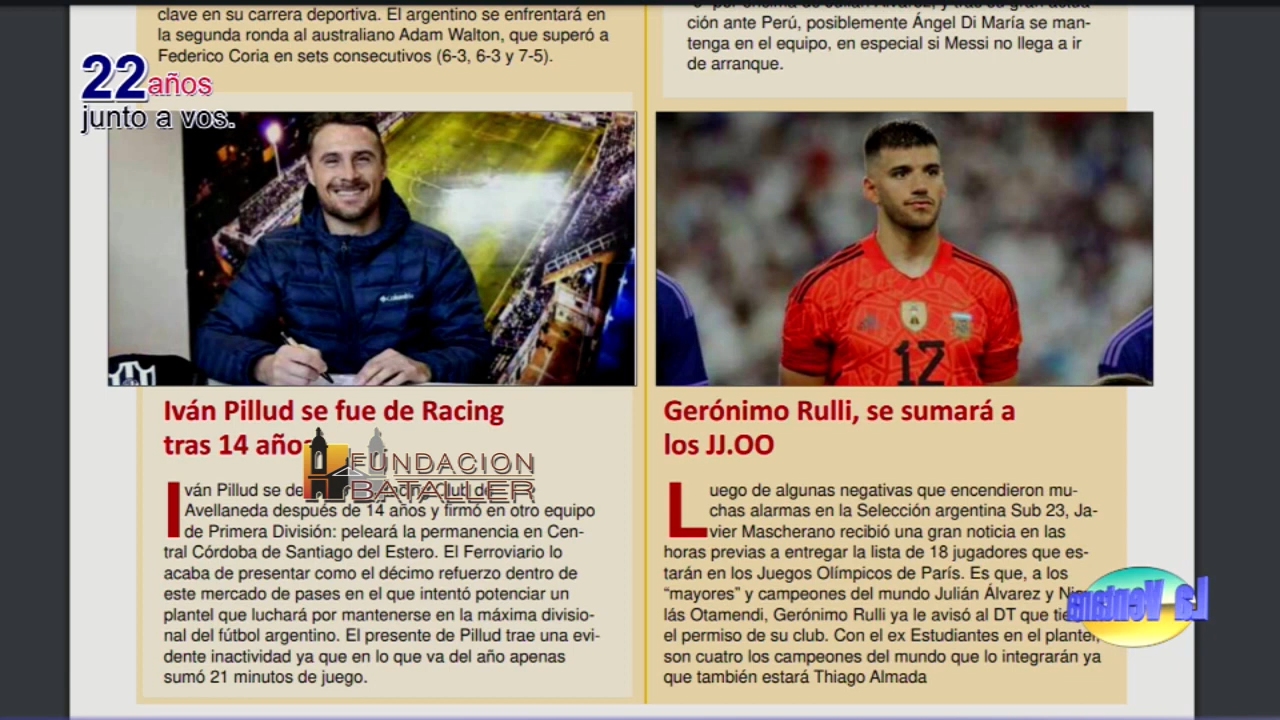 clave en su carrera deportiva. El argentino se enfrentará en
la segunda ronda al australiano Adam Walton, que superó a
Federico Coria en sets consecutivos (6-3, 6-3 y 7-5).
ción ante Perú, posiblemente Ángel Di María se man-
tenga en el equipo, en especial si Messi no llega a ir
de arranque.
22 años
junto a vos.
Columbia
12
Iván Pillud se fue de Racing
tras 14 años
FUNDACION
BATALLER
Iván Pillud se de
Avellaneda después de 14 años y firmó en otro equipo
de Primera División: peleará la permanencia en Cen-
tral Córdoba de Santiago del Estero. El Ferroviario lo
acaba de presentar como el décimo refuerzo dentro de
este mercado de pases en el que intentó potenciar un
plantel que luchará por mantenerse en la máxima divisio-
nal del fútbol argentino. El presente de Pillud trae una evi-
dente inactividad ya que en lo que va del año apenas
sumó 21 minutos de juego.
Gerónimo Rulli, se sumará a
los JJ.OO
Luego de algunas negativas que encendieron mu-
chas alarmas en la Selección argentina Sub 23, Ja-
vier Mascherano recibió una gran noticia en las
horas previas a entregar la lista de 18 jugadores que es-
tarán en los Juegos Olímpicos de París. Es que, a los
“mayores” y campeones del mundo Julián Álvarez y Ni
lás Otamendi, Gerónimo Rulli ya le avisó al DT que
el permiso de su club. Con el ex Estudiantes en el plantel,
son cuatro los campeones del mundo que lo integrarán ya
que también estará Thiago Almada
La Ventana